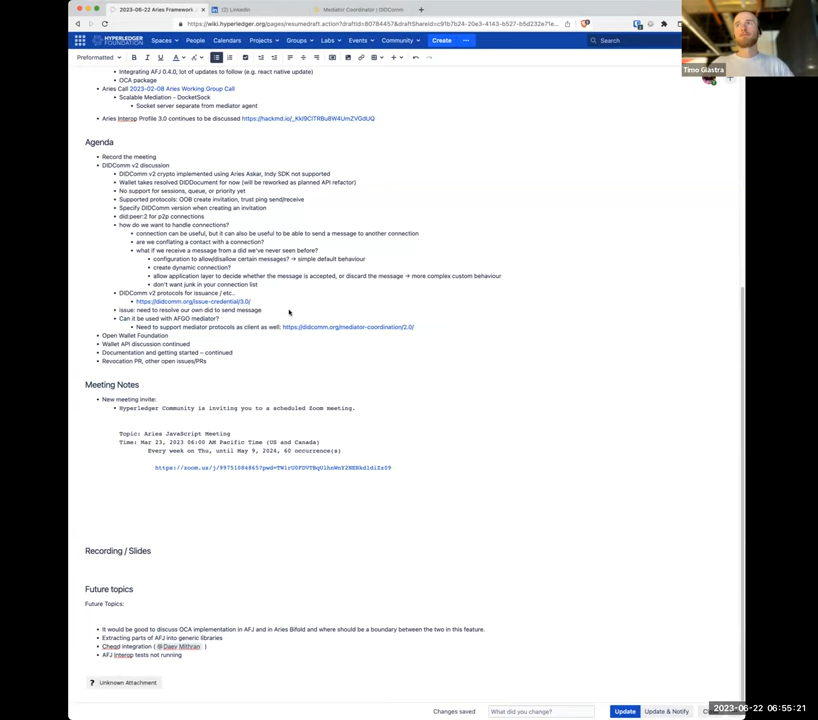 2023-06-22 Aries Framework
(2) LinkedIn
Mediator Coordinator | DIDComm
HYPERLEDGER FOUNDATION
Spaces
People
Calendars
Projects
Groups
Labs
Events
Community
Create
Search
Timo Glastra
Preformatted
Integrating AFJ 0.4.0, lot of updates to follow (e.g. react native update)
OCA package
Aries Call 2023-02-08 Aries Working Group Call
Scalable Mediation - DocketSock
Socket server separate from mediator agent
Aries Interop Profile 3.0 continues to be discussed
Agenda
Record the meeting
DIDComm v2 discussion
DIDComm v2 crypto implemented using Aries Askar, Indy SDK not supported
Wallet takes resolved DIDDocument for now (will be reworked as planned API refactor)
No support for sessions, queue, or priority yet
Supported protocols: OOB create invitation, trust ping send/receive
Specify DIDComm version when creating an invitation
did:peer:2 for p2p connections
how do we want to handle connections?
connection can be useful, but it can also be useful to be able to send a message to another connection
are we conflating a contact with a connection?
what if we receive a message from a did we've never seen before?
configuration to allow/disallow certain messages? → simple default behaviour
create dynamic connection?
allow application layer to decide whether the message is accepted, or discard the message → more complex custom behaviour
don't want junk in your connection list
DIDComm v2 protocols for issuance / etc..
https://didcomm.org/issue-credential/3.0/
issue: need to resolve our own did to send message
Can it be used with AFGO mediator?
Need to support mediator protocols as client as well: https://didcomm.org/mediator-coordination/2.0/
Open Wallet Foundation
Wallet API discussion continued
Documentation and getting started – continued
Revocation PR, other open issues/PRs
Meeting Notes
New meeting invite:
Hyperledger Community is inviting you to a scheduled Zoom meeting.
Topic: Aries JavaScript Meeting
Time: Mar 23, 2023 06:00 AM Pacific Time (US and Canada)
Every week on Thu, until May 9, 2024, 60 occurrence(s)
Recording / Slides
Future topics
Future Topics:
It would be good to discuss OCA implementation in AFJ and in Aries Bifold and where should be a boundary between the two in this feature.
Extracting parts of AFJ into generic libraries
Cheqd integration ( @Daev Mithran )
AFJ Interop tests not running
? Unknown Attachment
Changes saved
What did you change?
Update
Update & Notify
2023-06-22 06:55:21